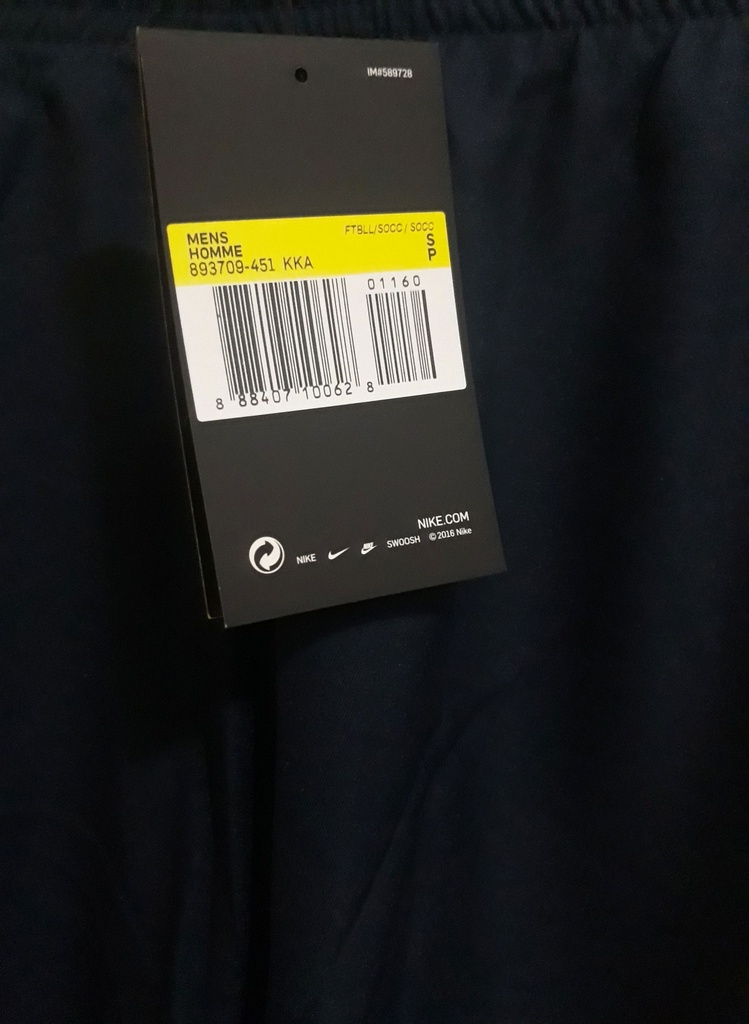 IM#589728
MENS
HOMME
893709-451 KKA
FTBLL/SOCC/ SOCC
S
P
01160
8 88407 10062 8
NIKE.COM
NIKE SWOOSH ©2016 Nike